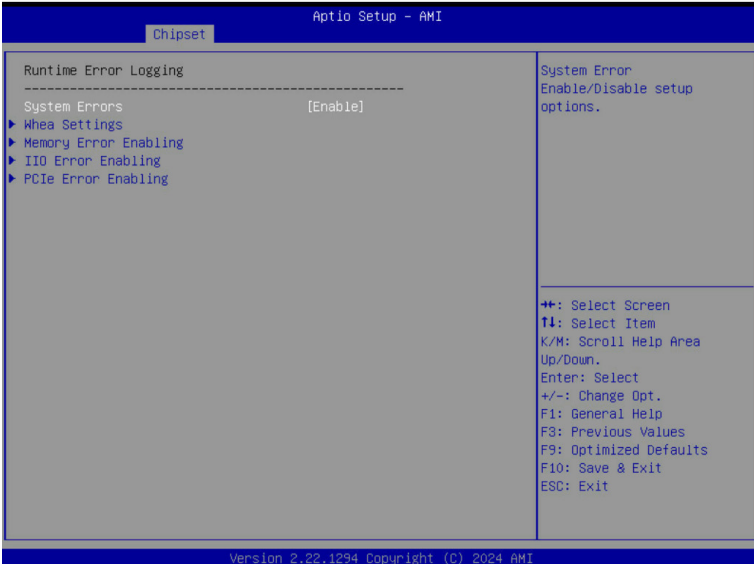 Aptio Setup – AMI
Chipset
Runtime Error Logging
--------------------------------------------------
System Errors [Enable]
▶ Whea Settings
▶ Memory Error Enabling
▶ IIO Error Enabling
▶ PCIe Error Enabling
System Error
Enable/Disable setup
options.
→←: Select Screen
↑↓: Select Item
K/M: Scroll Help Area
Up/Down.
Enter: Select
+/-: Change Opt.
F1: General Help
F3: Previous Values
F9: Optimized Defaults
F10: Save & Exit
ESC: Exit
Version 2.22.1294 Copyright (C) 2024 AMI